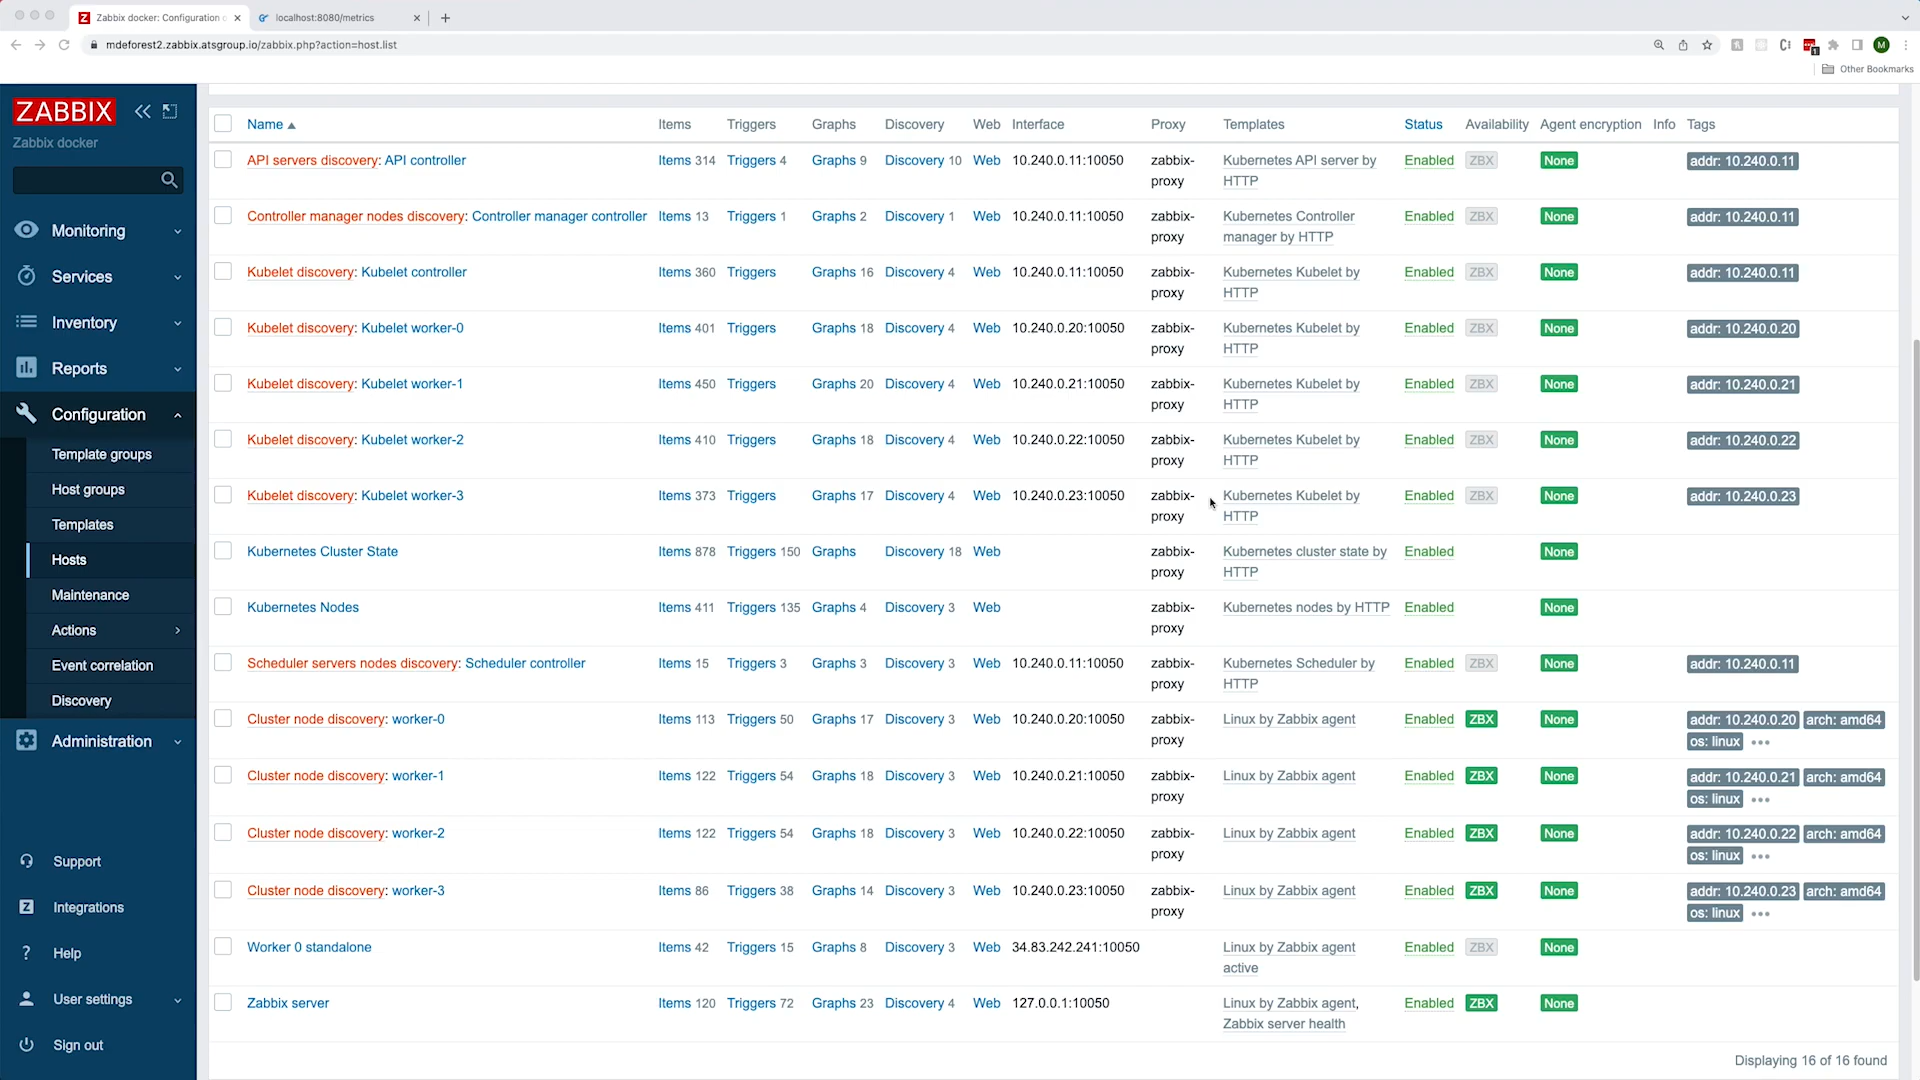 Zabbix docker: Configuration o
localhost:8080/metrics
mdeforest2.zabbix.atsgroup.io/zabbix.php?action=host.list
M
Other Bookmarks
ZABBIX
Zabbix docker
Monitoring
Services
Inventory
Reports
Configuration
Template groups
Host groups
Templates
Hosts
Maintenance
Actions
Event correlation
Discovery
Administration
Support
Integrations
Help
User settings
Sign out
Name Items Triggers Graphs Discovery Web Interface Proxy Templates Status Availability Agent encryption Info Tags
API servers discovery: API controller Items 314 Triggers 4 Graphs 9 Discovery 10 Web 10.240.0.11:10050 zabbix- Kubernetes API server by Enabled ZBX None addr: 10.240.0.11
proxy HTTP
Controller manager nodes discovery: Controller manager controller Items 13 Triggers 1 Graphs 2 Discovery 1 Web 10.240.0.11:10050 zabbix- Kubernetes Controller Enabled ZBX None addr: 10.240.0.11
proxy manager by HTTP
Kubelet discovery: Kubelet controller Items 360 Triggers Graphs 16 Discovery 4 Web 10.240.0.11:10050 zabbix- Kubernetes Kubelet by Enabled ZBX None addr: 10.240.0.11
proxy HTTP
Kubelet discovery: Kubelet worker-0 Items 401 Triggers Graphs 18 Discovery 4 Web 10.240.0.20:10050 zabbix- Kubernetes Kubelet by Enabled ZBX None addr: 10.240.0.20
proxy HTTP
Kubelet discovery: Kubelet worker-1 Items 450 Triggers Graphs 20 Discovery 4 Web 10.240.0.21:10050 zabbix- Kubernetes Kubelet by Enabled ZBX None addr: 10.240.0.21
proxy HTTP
Kubelet discovery: Kubelet worker-2 Items 410 Triggers Graphs 18 Discovery 4 Web 10.240.0.22:10050 zabbix- Kubernetes Kubelet by Enabled ZBX None addr: 10.240.0.22
proxy HTTP
Kubelet discovery: Kubelet worker-3 Items 373 Triggers Graphs 17 Discovery 4 Web 10.240.0.23:10050 zabbix- Kubernetes Kubelet by Enabled ZBX None addr: 10.240.0.23
proxy HTTP
Kubernetes Cluster State Items 878 Triggers 150 Graphs Discovery 18 Web zabbix- Kubernetes cluster state by Enabled None
proxy HTTP
Kubernetes Nodes Items 411 Triggers 135 Graphs 4 Discovery 3 Web zabbix- Kubernetes nodes by HTTP Enabled None
proxy
Scheduler servers nodes discovery: Scheduler controller Items 15 Triggers 3 Graphs 3 Discovery 3 Web 10.240.0.11:10050 zabbix- Kubernetes Scheduler by Enabled ZBX None addr: 10.240.0.11
proxy HTTP
Cluster node discovery: worker-0 Items 113 Triggers 50 Graphs 17 Discovery 3 Web 10.240.0.20:10050 zabbix- Linux by Zabbix agent Enabled ZBX None addr: 10.240.0.20 arch: amd64
proxy os: linux •••
Cluster node discovery: worker-1 Items 122 Triggers 54 Graphs 18 Discovery 3 Web 10.240.0.21:10050 zabbix- Linux by Zabbix agent Enabled ZBX None addr: 10.240.0.21 arch: amd64
proxy os: linux •••
Cluster node discovery: worker-2 Items 122 Triggers 54 Graphs 18 Discovery 3 Web 10.240.0.22:10050 zabbix- Linux by Zabbix agent Enabled ZBX None addr: 10.240.0.22 arch: amd64
proxy os: linux •••
Cluster node discovery: worker-3 Items 86 Triggers 38 Graphs 14 Discovery 3 Web 10.240.0.23:10050 zabbix- Linux by Zabbix agent Enabled ZBX None addr: 10.240.0.23 arch: amd64
proxy os: linux •••
Worker 0 standalone Items 42 Triggers 15 Graphs 8 Discovery 3 Web 34.83.242.241:10050 Linux by Zabbix agent Enabled ZBX None
active
Zabbix server Items 120 Triggers 72 Graphs 23 Discovery 4 Web 127.0.0.1:10050 Linux by Zabbix agent, Enabled ZBX None
Zabbix server health
Displaying 16 of 16 found